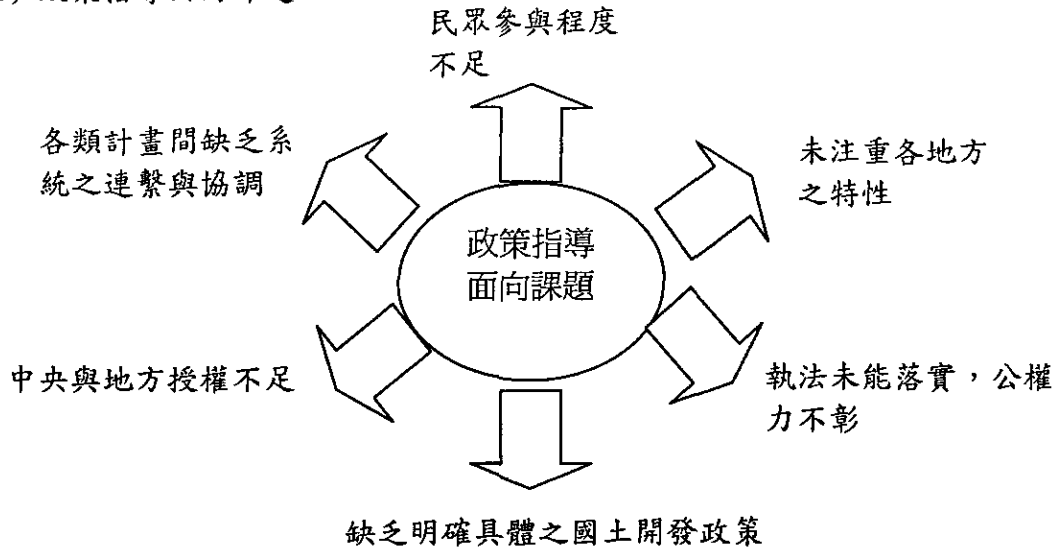 民眾參與程度
不足
各類計畫間缺乏系
統之連繫與協調
未注重各地方
之特性
政策指導
面向課題
中央與地方授權不足
執法未能落實，公權
力不彰
缺乏明確具體之國土開發政策